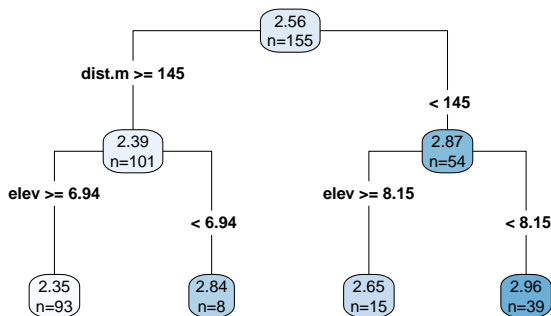 2.56
n=155
dist.m >= 145
< 145
2.39
n=101
2.87
n=54
elev >= 6.94
< 6.94
elev >= 8.15
< 8.15
2.35
n=93
2.84
n=8
2.65
n=15
2.96
n=39